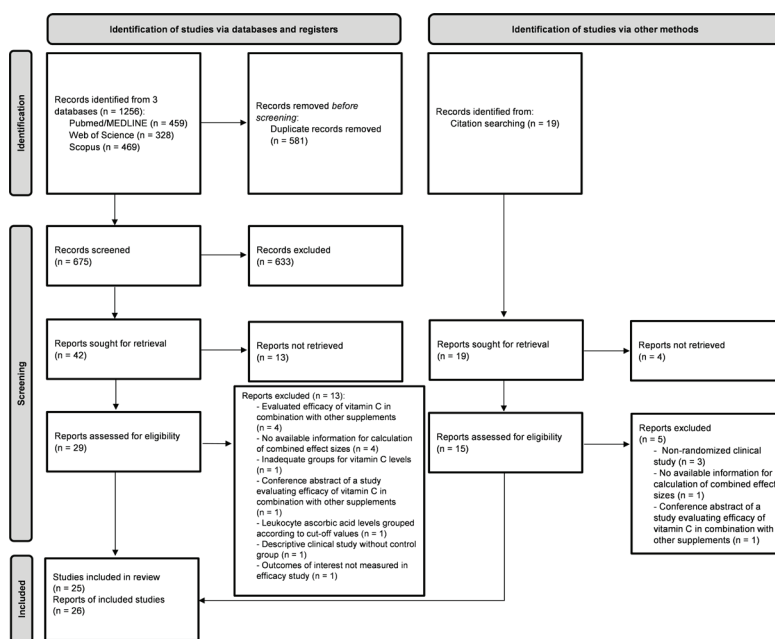 Identification of studies via databases and registers
Identification of studies via other methods
Identification
Records identified from 3
databases (n = 1256):
Pubmed/MEDLINE (n = 459)
Web of Science (n = 328)
Scopus (n = 469)
Records removed before
screening:
Duplicate records removed
(n = 581)
Records identified from:
Citation searching (n = 19)
Screening
Records screened
(n = 675)
Records excluded
(n = 633)
Reports sought for retrieval
(n = 42)
Reports not retrieved
(n = 13)
Reports sought for retrieval
(n = 19)
Reports not retrieved
(n = 4)
Reports assessed for eligibility
(n = 29)
Reports excluded (n = 13):
- Evaluated efficacy of vitamin C in
combination with other supplements
(n = 4)
- No available information for calculation
of combined effect sizes (n = 4)
- Inadequate groups for vitamin C levels
(n = 1)
- Conference abstract of a study
evaluating efficacy of vitamin C in
combination with other supplements
(n = 1)
- Leukocyte ascorbic acid levels grouped
according to cut-off values (n = 1)
- Descriptive clinical study without control
group (n = 1)
- Outcomes of interest not measured in
efficacy study (n = 1)
Reports assessed for eligibility
(n = 15)
Reports excluded
(n = 5)
- Non-randomized clinical
study (n = 3)
- No available information for
calculation of combined effect
sizes (n = 1)
- Conference abstract of a
study evaluating efficacy of
vitamin C in combination with
other supplements (n = 1)
Included
Studies included in review
(n = 25)
Reports of included studies
(n = 26)